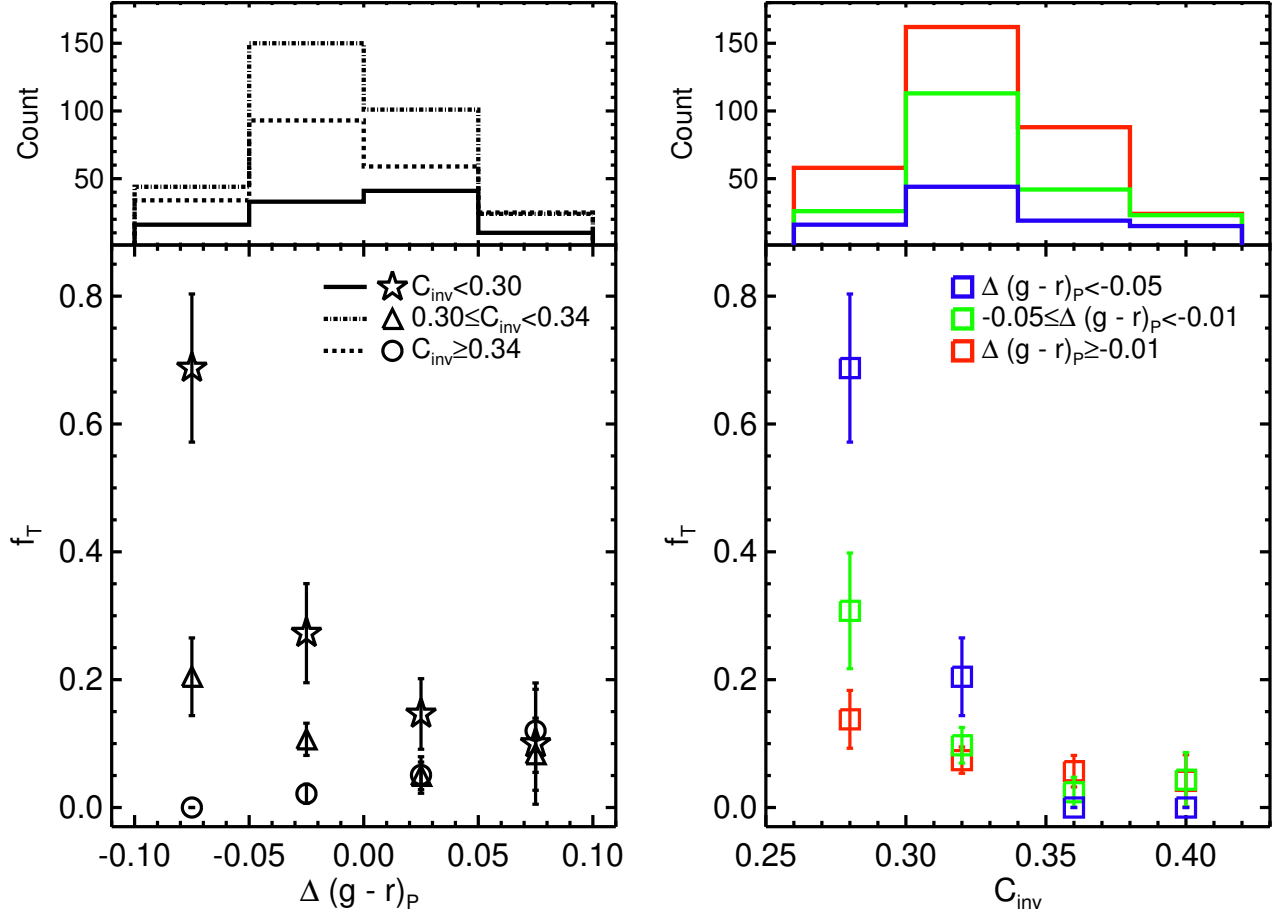 150
100
50
Count
C_inv<0.30
0.30≤C_inv<0.34
C_inv≥0.34
0.8
0.6
0.4
0.2
0.0
f_T
-0.10 -0.05 0.00 0.05 0.10
Δ (g - r)_P
150
100
50
Count
Δ (g - r)_P<-0.05
-0.05≤Δ (g - r)_P<-0.01
Δ (g - r)_P≥-0.01
0.8
0.6
0.4
0.2
0.0
f_T
0.25 0.30 0.35 0.40
C_inv